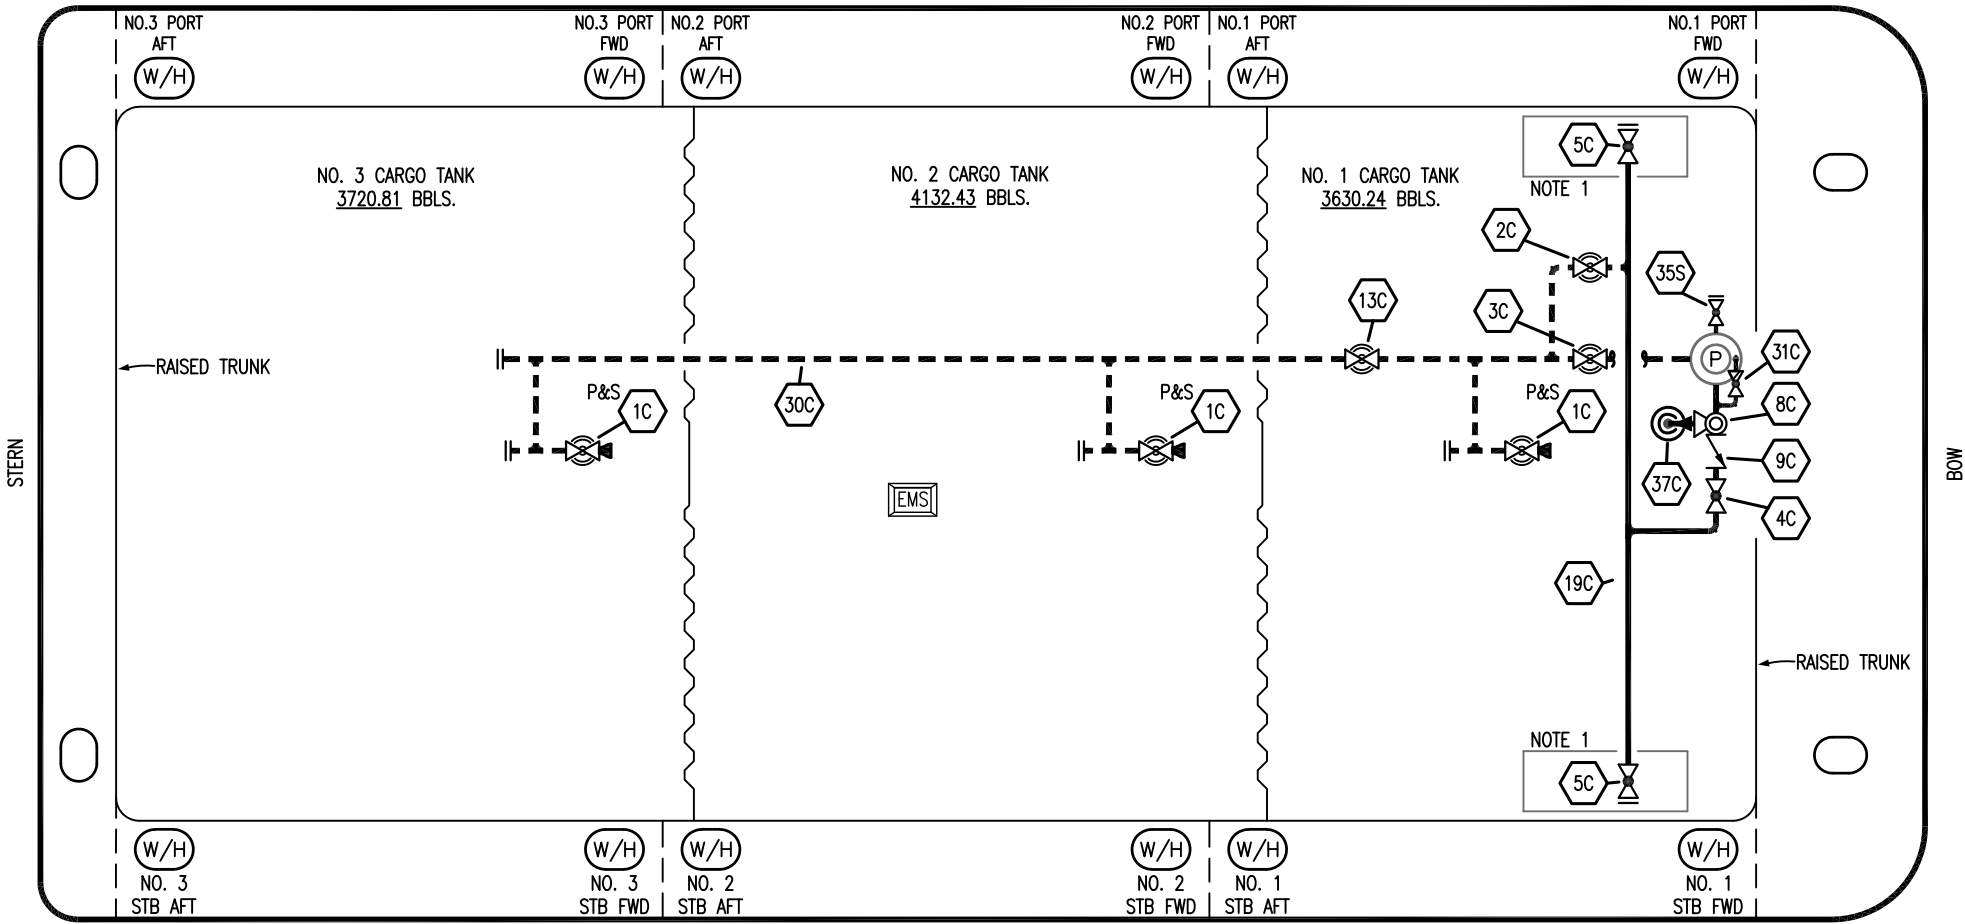 NO.3 PORT
AFT
W/H
NO.3 PORT
FWD
W/H
NO.2 PORT
AFT
W/H
NO.2 PORT
FWD
W/H
NO.1 PORT
AFT
W/H
NO.1 PORT
FWD
W/H
NO. 3 CARGO TANK
3720.81 BBLS.
NO. 2 CARGO TANK
4132.43 BBLS.
NO. 1 CARGO TANK
3630.24 BBLS.
5C
NOTE 1
2C
35S
13C
3C
P
31C
RAISED TRUNK
30C
P&S
1C
P&S
1C
P&S
1C
8C
9C
37C
4C
STERN
BOW
EMS
19C
RAISED TRUNK
NOTE 1
5C
W/H
NO. 3
STB AFT
W/H
NO. 3
STB FWD
W/H
NO. 2
STB AFT
W/H
NO. 2
STB FWD
W/H
NO. 1
STB AFT
W/H
NO. 1
STB FWD